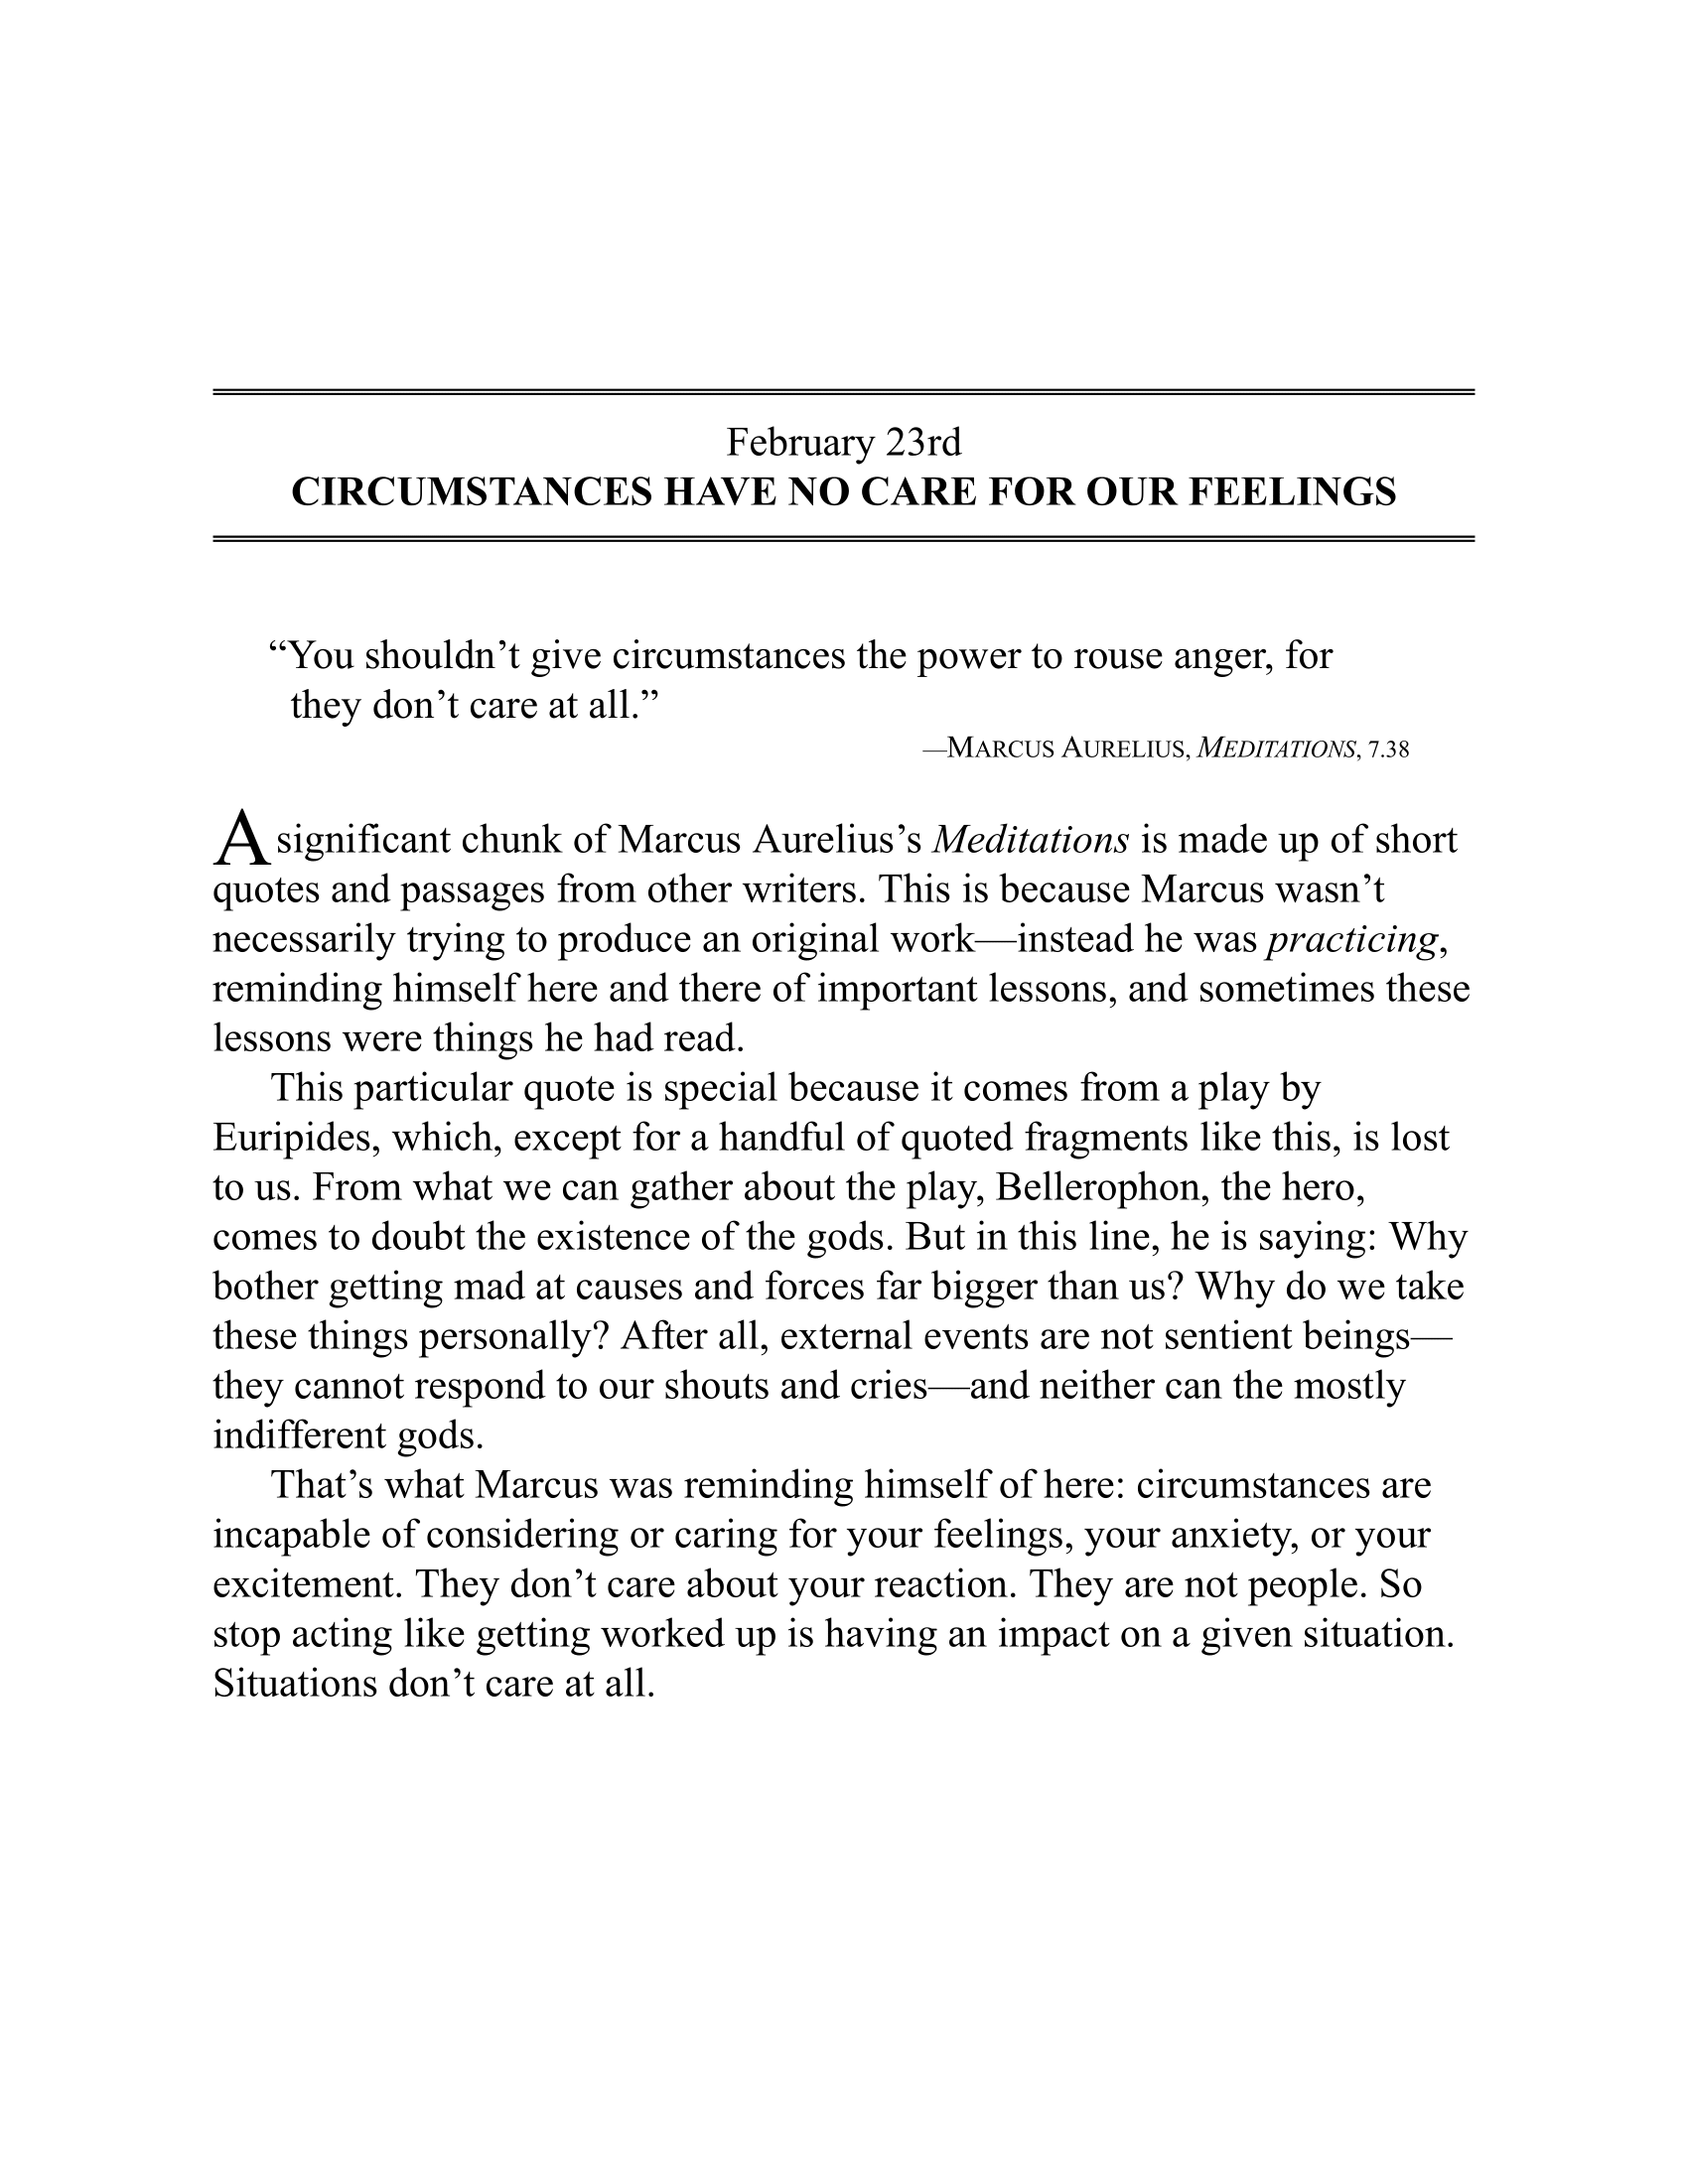 February 23rd
CIRCUMSTANCES HAVE NO CARE FOR OUR FEELINGS
“You shouldn’t give circumstances the power to rouse anger, for
they don’t care at all.”
—MARCUS AURELIUS, MEDITATIONS, 7.38
A significant chunk of Marcus Aurelius’s Meditations is made up of short
quotes and passages from other writers. This is because Marcus wasn’t
necessarily trying to produce an original work—instead he was practicing,
reminding himself here and there of important lessons, and sometimes these
lessons were things he had read.
This particular quote is special because it comes from a play by
Euripides, which, except for a handful of quoted fragments like this, is lost
to us. From what we can gather about the play, Bellerophon, the hero,
comes to doubt the existence of the gods. But in this line, he is saying: Why
bother getting mad at causes and forces far bigger than us? Why do we take
these things personally? After all, external events are not sentient beings—
they cannot respond to our shouts and cries—and neither can the mostly
indifferent gods.
That’s what Marcus was reminding himself of here: circumstances are
incapable of considering or caring for your feelings, your anxiety, or your
excitement. They don’t care about your reaction. They are not people. So
stop acting like getting worked up is having an impact on a given situation.
Situations don’t care at all.